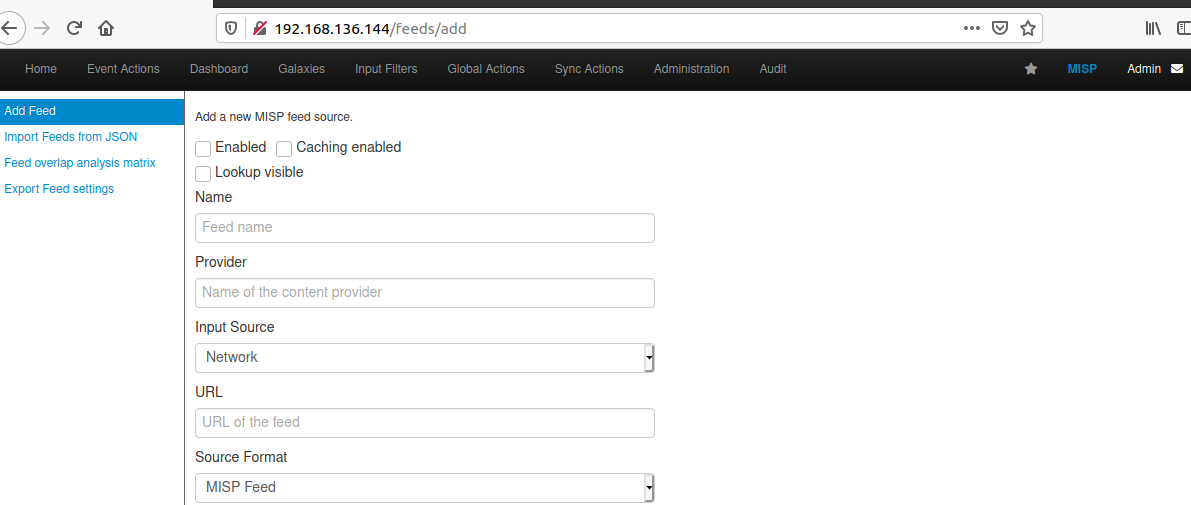 192.168.136.144/feeds/add
Home Event Actions Dashboard Galaxies Input Filters Global Actions Sync Actions Administration Audit MISP Admin
Add Feed
Import Feeds from JSON
Feed overlap analysis matrix
Export Feed settings
Add a new MISP feed source.
Enabled Caching enabled
Lookup visible
Name
Feed name
Provider
Name of the content provider
Input Source
Network
URL
URL of the feed
Source Format
MISP Feed